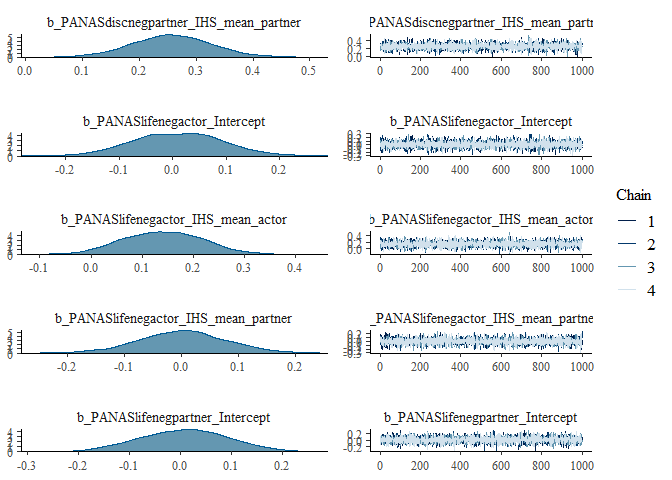 b_PANASdiscnegpartner_IHS_mean_partner
0.0 0.1 0.2 0.3 0.4 0.5
PANASdiscnegpartner_IHS_mean_partn
0.4
0.2
0.0
0 200 400 600 800 1000
b_PANASlifenegactor_Intercept
-0.2 -0.1 0.0 0.1 0.2
b_PANASlifenegactor_Intercept
0 200 400 600 800 1000
b_PANASlifenegactor_IHS_mean_actor
-0.1 0.0 0.1 0.2 0.3 0.4
b_PANASlifenegactor_IHS_mean_actor
0.4
0.2
0.0
0 200 400 600 800 1000
b_PANASlifenegactor_IHS_mean_partner
-0.2 -0.1 0.0 0.1 0.2
_PANASlifenegactor_IHS_mean_partne
0 200 400 600 800 1000
b_PANASlifenegpartner_Intercept
-0.3 -0.2 -0.1 0.0 0.1 0.2
b_PANASlifenegpartner_Intercept
0.2
0.0
-0.2
0 200 400 600 800 1000
Chain
1
2
3
4